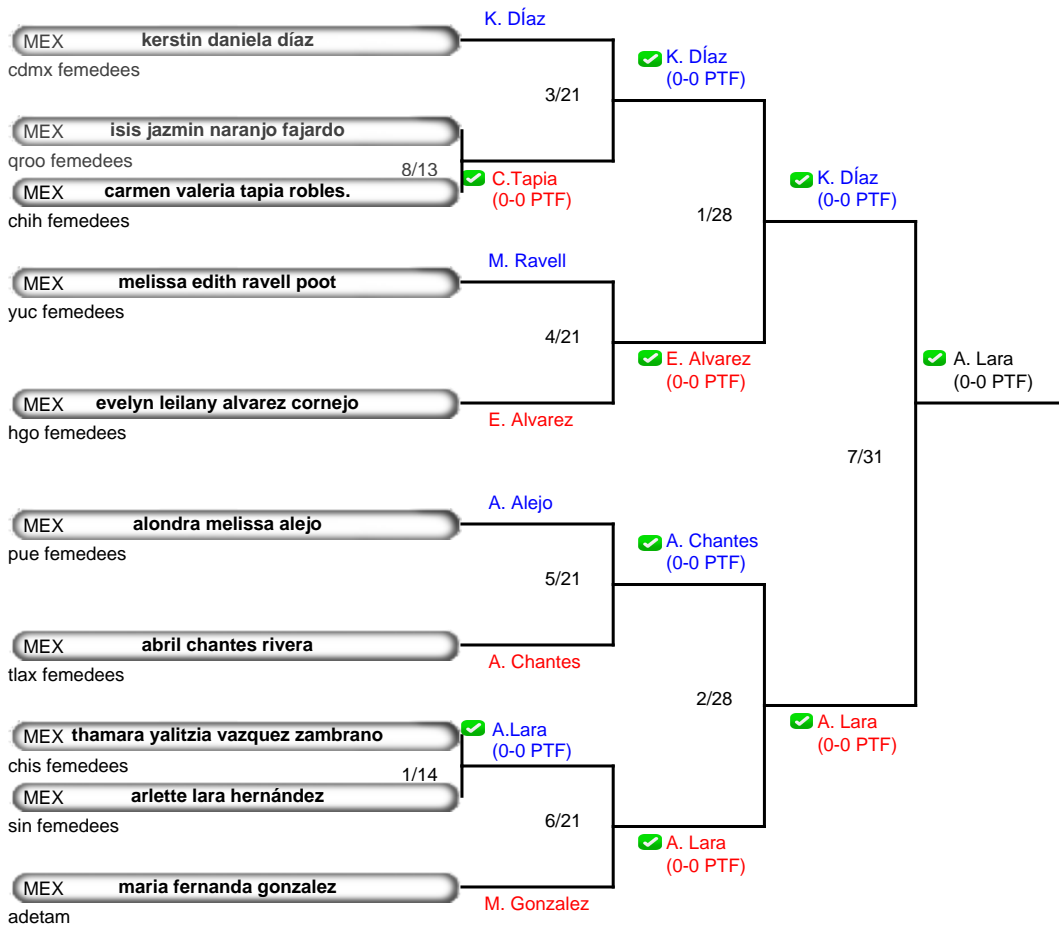 K. DÍaz
MEX kerstin daniela díaz
cdmx femedees
K. DÍaz
(0-0 PTF)
3/21
MEX isis jazmin naranjo fajardo
qroo femedees
8/13
C.Tapia
(0-0 PTF)
MEX carmen valeria tapia robles.
chih femedees
K. DÍaz
(0-0 PTF)
1/28
M. Ravell
MEX melissa edith ravell poot
yuc femedees
4/21
E. Alvarez
(0-0 PTF)
A. Lara
(0-0 PTF)
MEX evelyn leilany alvarez cornejo
E. Alvarez
hgo femedees
7/31
A. Alejo
MEX alondra melissa alejo
pue femedees
A. Chantes
(0-0 PTF)
5/21
MEX abril chantes rivera
A. Chantes
tlax femedees
2/28
A. Lara
(0-0 PTF)
MEX thamara yalitzia vazquez zambrano
chis femedees
A.Lara
(0-0 PTF)
1/14
MEX arlette lara hernández
sin femedees
6/21
A. Lara
(0-0 PTF)
MEX maria fernanda gonzalez
M. Gonzalez
adetam